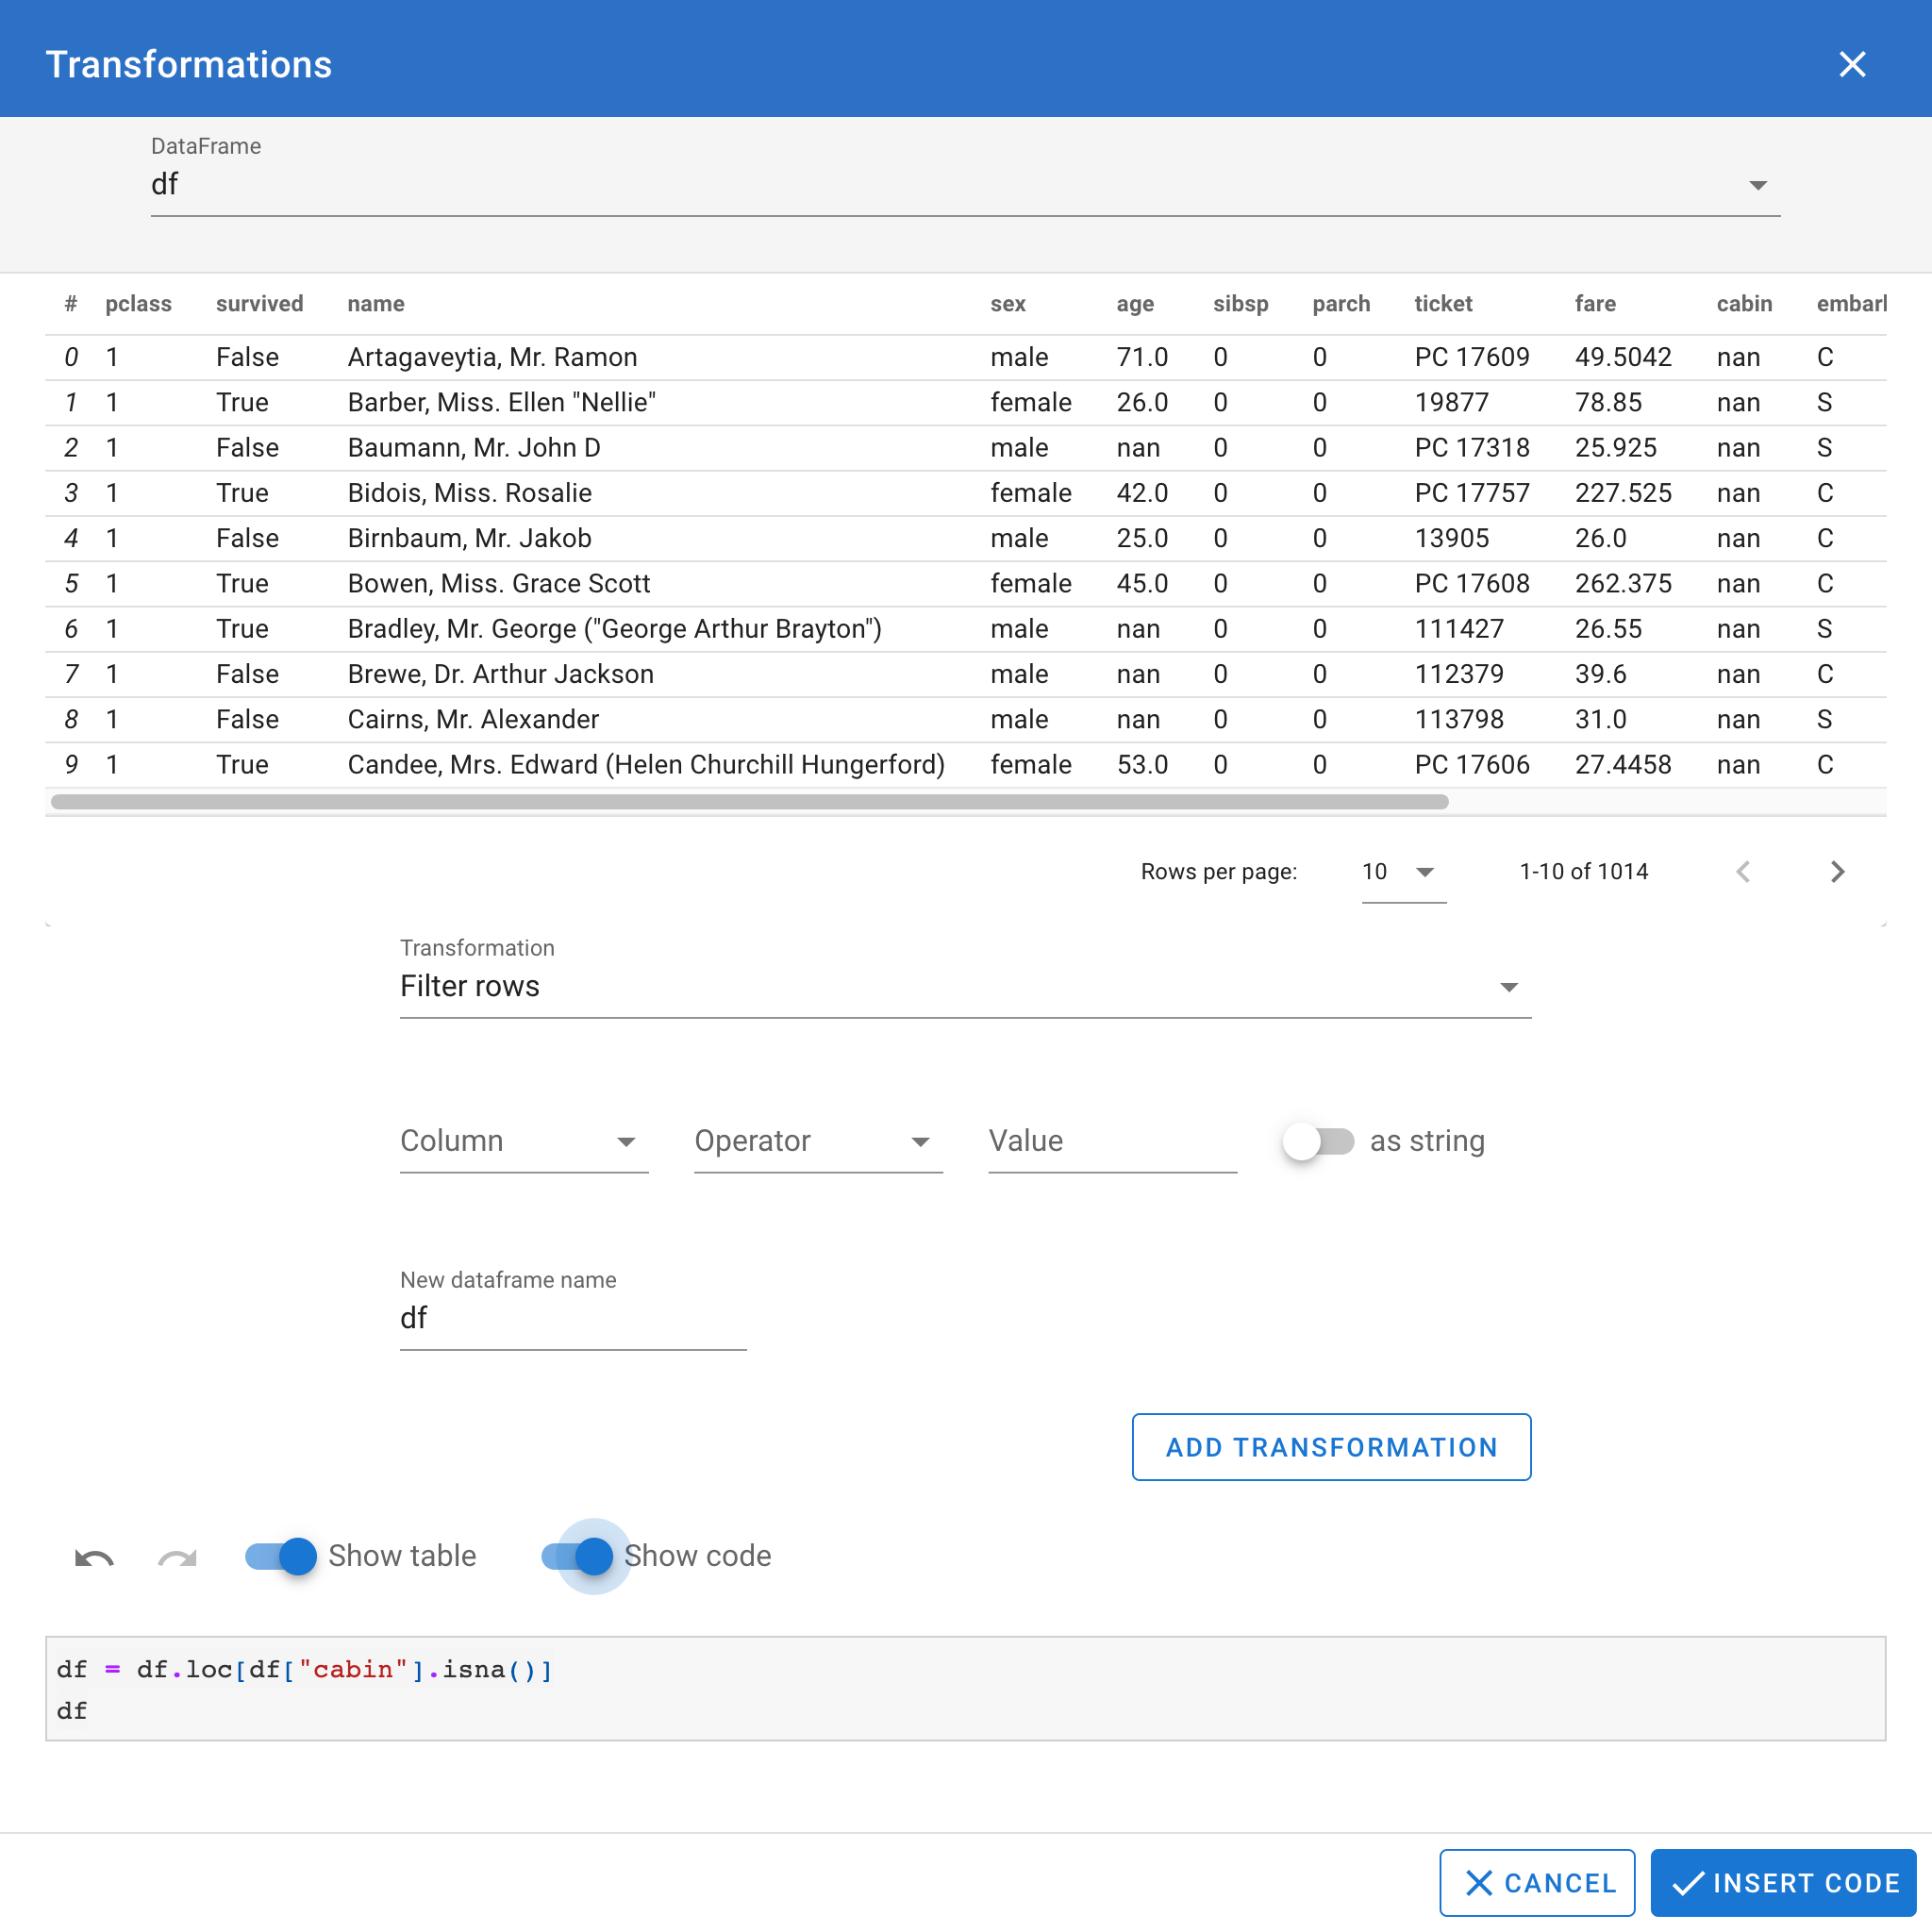 Transformations
DataFrame
df
# pclass survived name sex age sibsp parch ticket fare cabin embarl
0 1 False Artagaveytia, Mr. Ramon male 71.0 0 0 PC 17609 49.5042 nan C
1 1 True Barber, Miss. Ellen "Nellie" female 26.0 0 0 19877 78.85 nan S
2 1 False Baumann, Mr. John D male nan 0 0 PC 17318 25.925 nan S
3 1 True Bidois, Miss. Rosalie female 42.0 0 0 PC 17757 227.525 nan C
4 1 False Birnbaum, Mr. Jakob male 25.0 0 0 13905 26.0 nan C
5 1 True Bowen, Miss. Grace Scott female 45.0 0 0 PC 17608 262.375 nan C
6 1 True Bradley, Mr. George ("George Arthur Brayton") male nan 0 0 111427 26.55 nan S
7 1 False Brewe, Dr. Arthur Jackson male nan 0 0 112379 39.6 nan C
8 1 False Cairns, Mr. Alexander male nan 0 0 113798 31.0 nan S
9 1 True Candee, Mrs. Edward (Helen Churchill Hungerford) female 53.0 0 0 PC 17606 27.4458 nan C
Rows per page: 10 1-10 of 1014
Transformation
Filter rows
Column Operator Value as string
New dataframe name
df
ADD TRANSFORMATION
Show table Show code
df = df.loc[df["cabin"].isna()]
df
CANCEL INSERT CODE